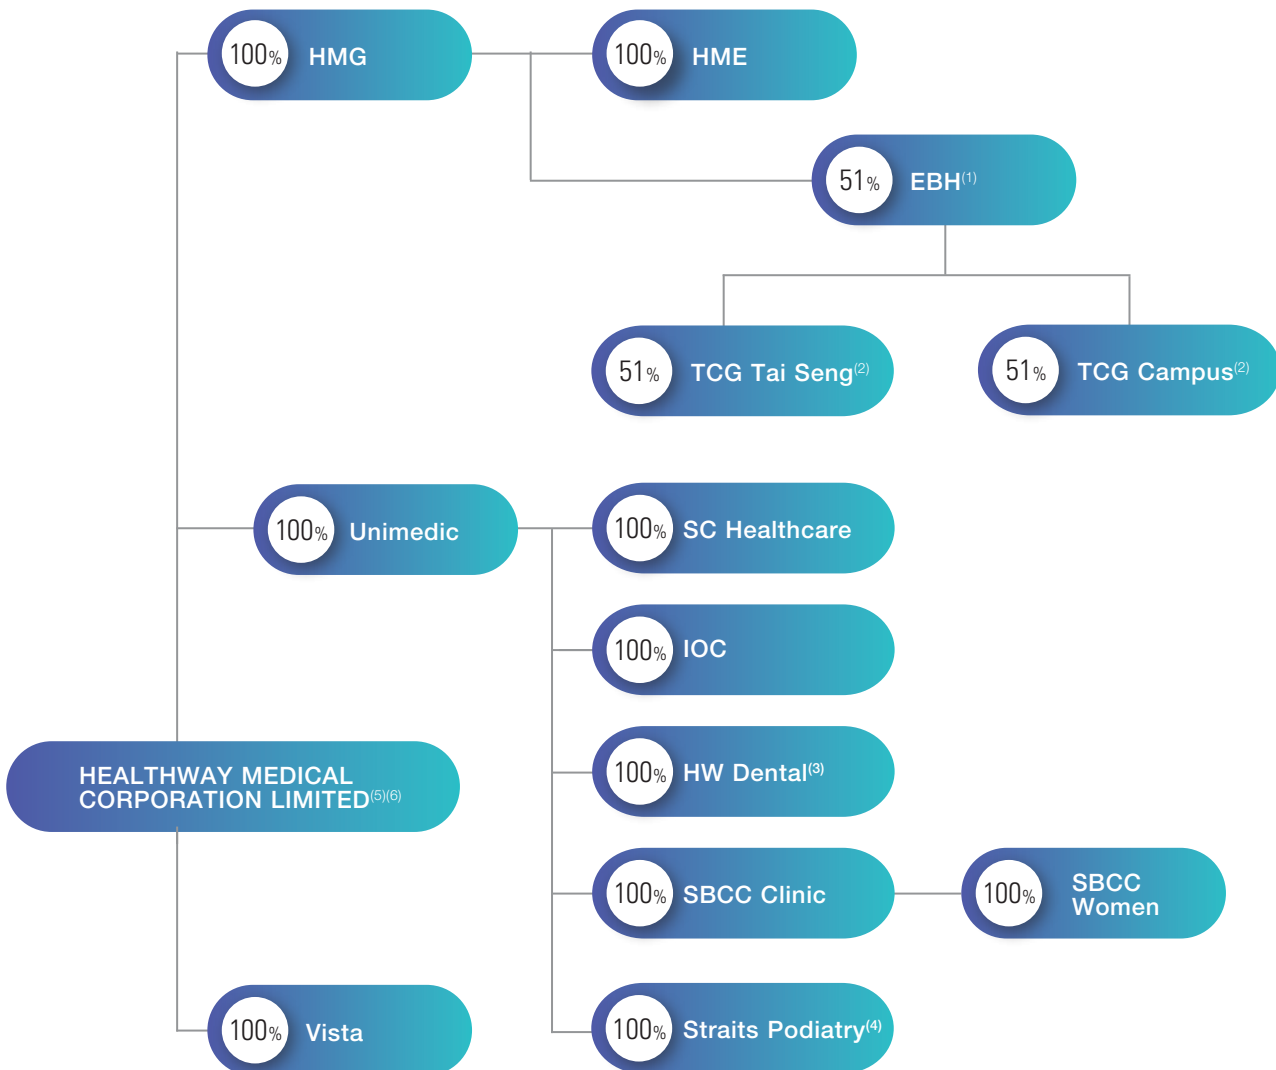 100% HMG
100% HME
51% EBH(1)
51% TCG Tai Seng(2)
51% TCG Campus(2)
100% Unimedic
100% SC Healthcare
100% IOC
100% HW Dental(3)
HEALTHWAY MEDICAL
CORPORATION LIMITED(5)(6)
100% SBCC Clinic
100% SBCC
Women
100% Vista
100% Straits Podiatry(4)